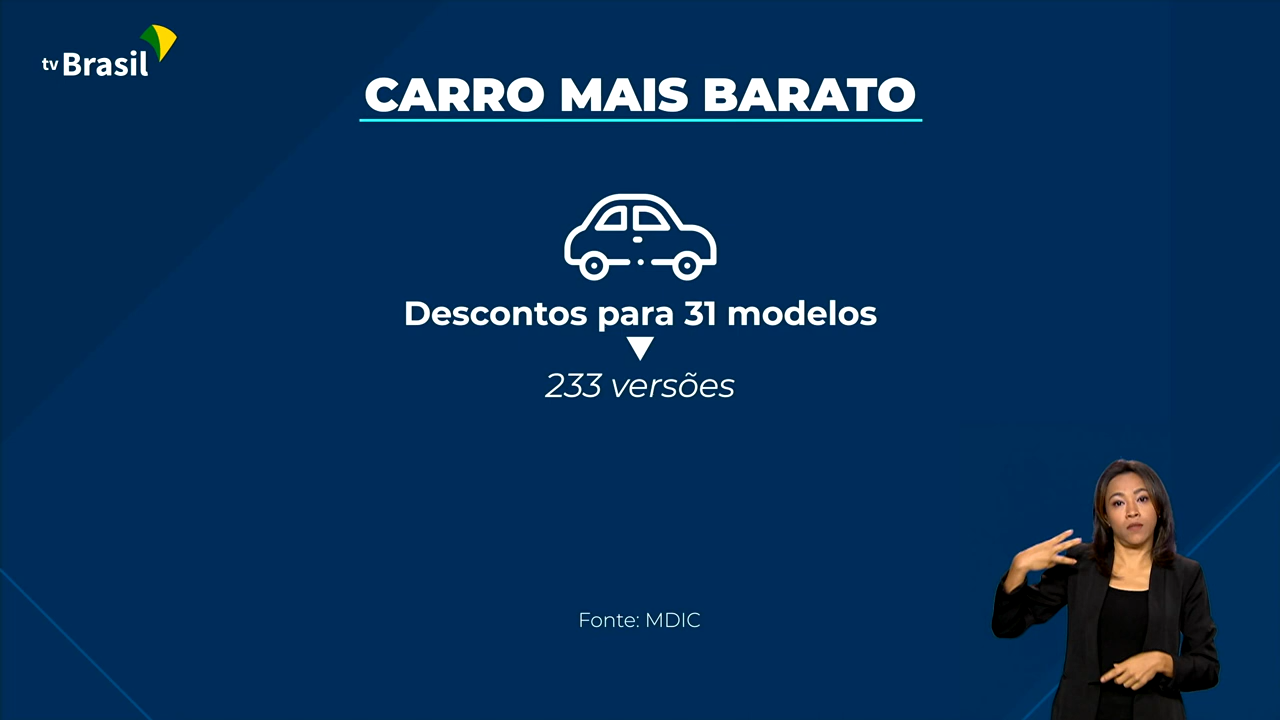 tv Brasil
CARRO MAIS BARATO
Descontos para 31 modelos
233 versões
Fonte: MDIC